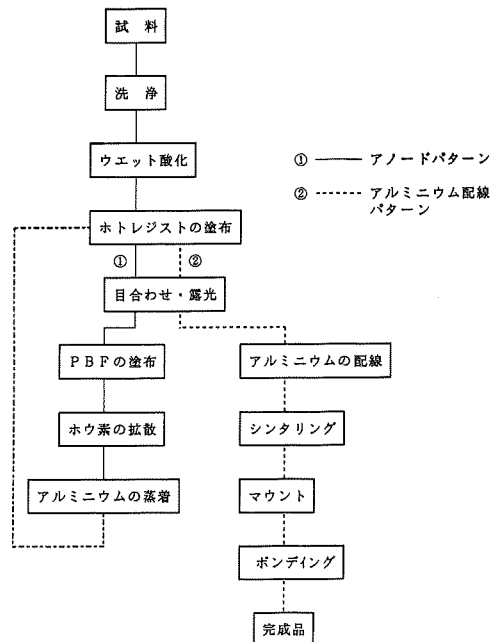 試料
洗浄
ウエット酸化
① アノードパターン
② アルミニウム配線
パターン
ホトレジストの塗布
① ②
目合わせ・露光
PBFの塗布
アルミニウムの配線
ホウ素の拡散
シンタリング
アルミニウムの蒸着
マウント
ボンデイング
完成品